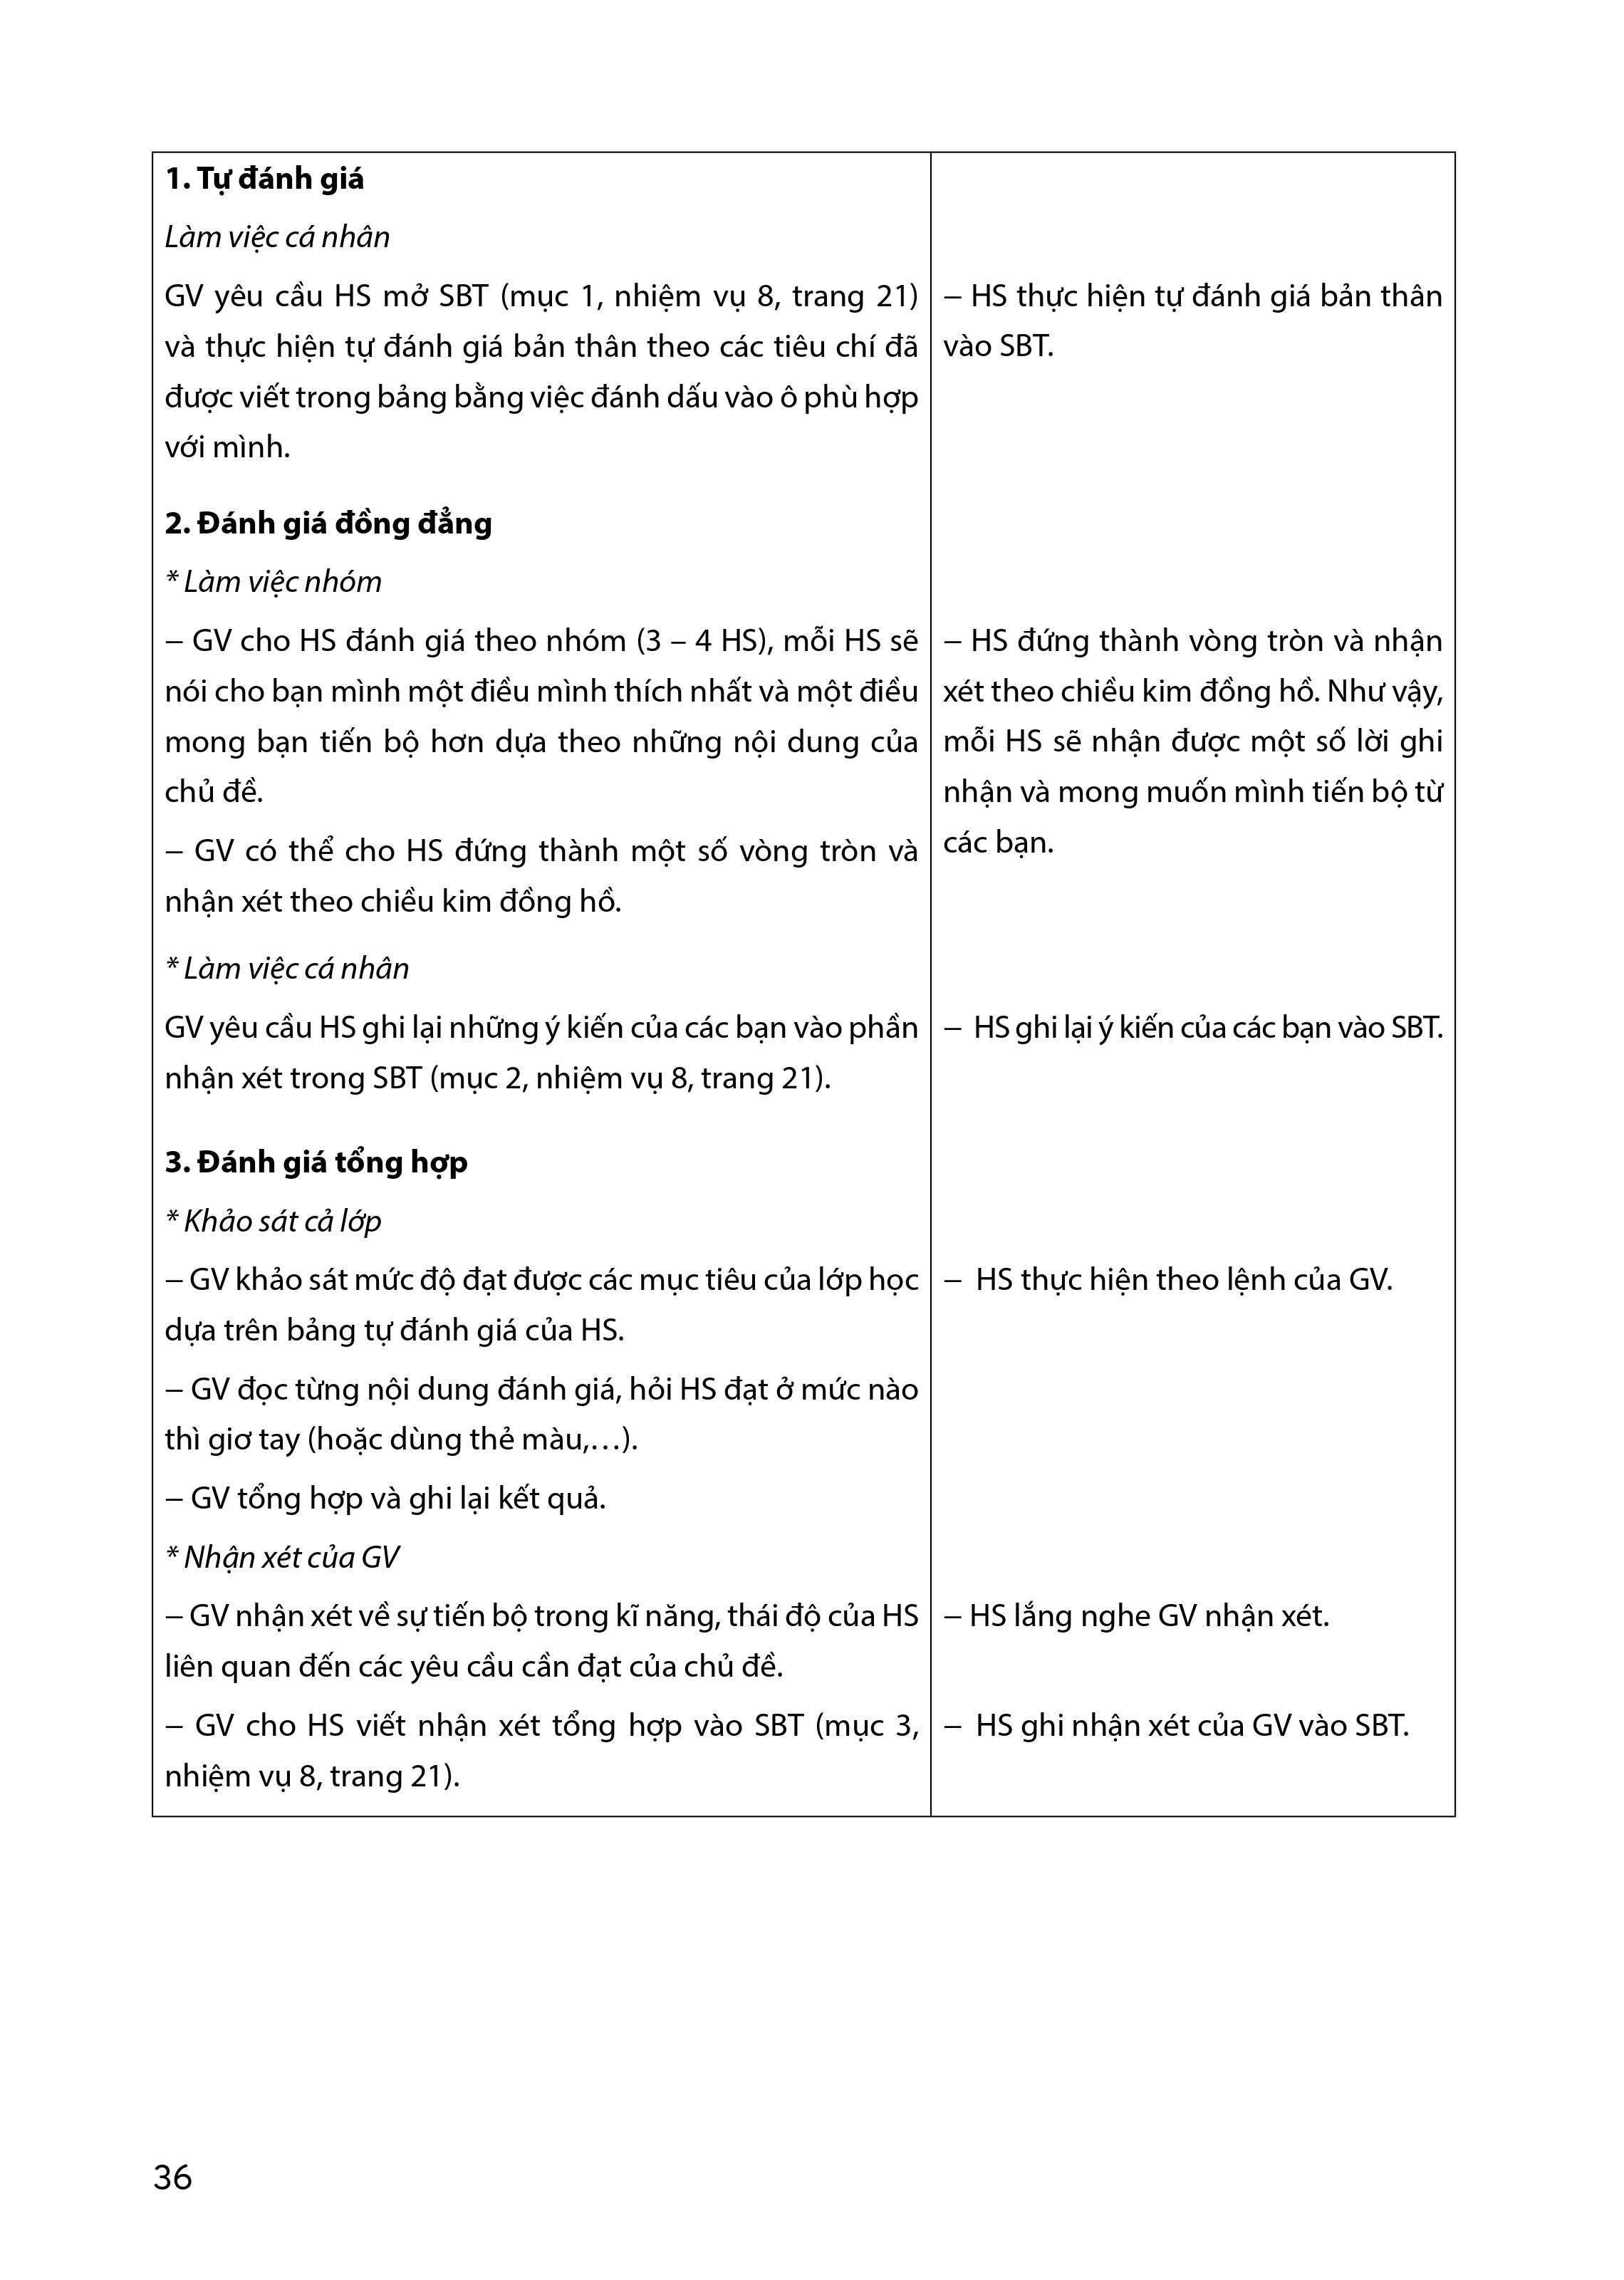 1. Tự đánh giá
Làm việc cá nhân
GV yêu cầu HS mở SBT (mục 1, nhiệm vụ 8, trang 21)
và thực hiện tự đánh giá bản thân theo các tiêu chí đã
được viết trong bảng bằng việc đánh dấu vào ô phù hợp
với mình.
– HS thực hiện tự đánh giá bản thân
vào SBT.
2. Đánh giá đồng đẳng
* Làm việc nhóm
– GV cho HS đánh giá theo nhóm (3 – 4 HS), mỗi HS sẽ
nói cho bạn mình một điều mình thích nhất và một điều
mong bạn tiến bộ hơn dựa theo những nội dung của
chủ đề.
– GV có thể cho HS đứng thành một số vòng tròn và
nhận xét theo chiều kim đồng hồ.
– HS đứng thành vòng tròn và nhận
xét theo chiều kim đồng hồ. Như vậy,
mỗi HS sẽ nhận được một số lời ghi
nhận và mong muốn mình tiến bộ từ
các bạn.
* Làm việc cá nhân
GV yêu cầu HS ghi lại những ý kiến của các bạn vào phần
nhận xét trong SBT (mục 2, nhiệm vụ 8, trang 21).
– HS ghi lại ý kiến của các bạn vào SBT.
3. Đánh giá tổng hợp
* Khảo sát cả lớp
– GV khảo sát mức độ đạt được các mục tiêu của lớp học
dựa trên bảng tự đánh giá của HS.
– HS thực hiện theo lệnh của GV.
– GV đọc từng nội dung đánh giá, hỏi HS đạt ở mức nào
thì giơ tay (hoặc dùng thẻ màu,…).
– GV tổng hợp và ghi lại kết quả.
* Nhận xét của GV
– GV nhận xét về sự tiến bộ trong kĩ năng, thái độ của HS
liên quan đến các yêu cầu cần đạt của chủ đề.
– HS lắng nghe GV nhận xét.
– GV cho HS viết nhận xét tổng hợp vào SBT (mục 3,
nhiệm vụ 8, trang 21).
– HS ghi nhận xét của GV vào SBT.
36